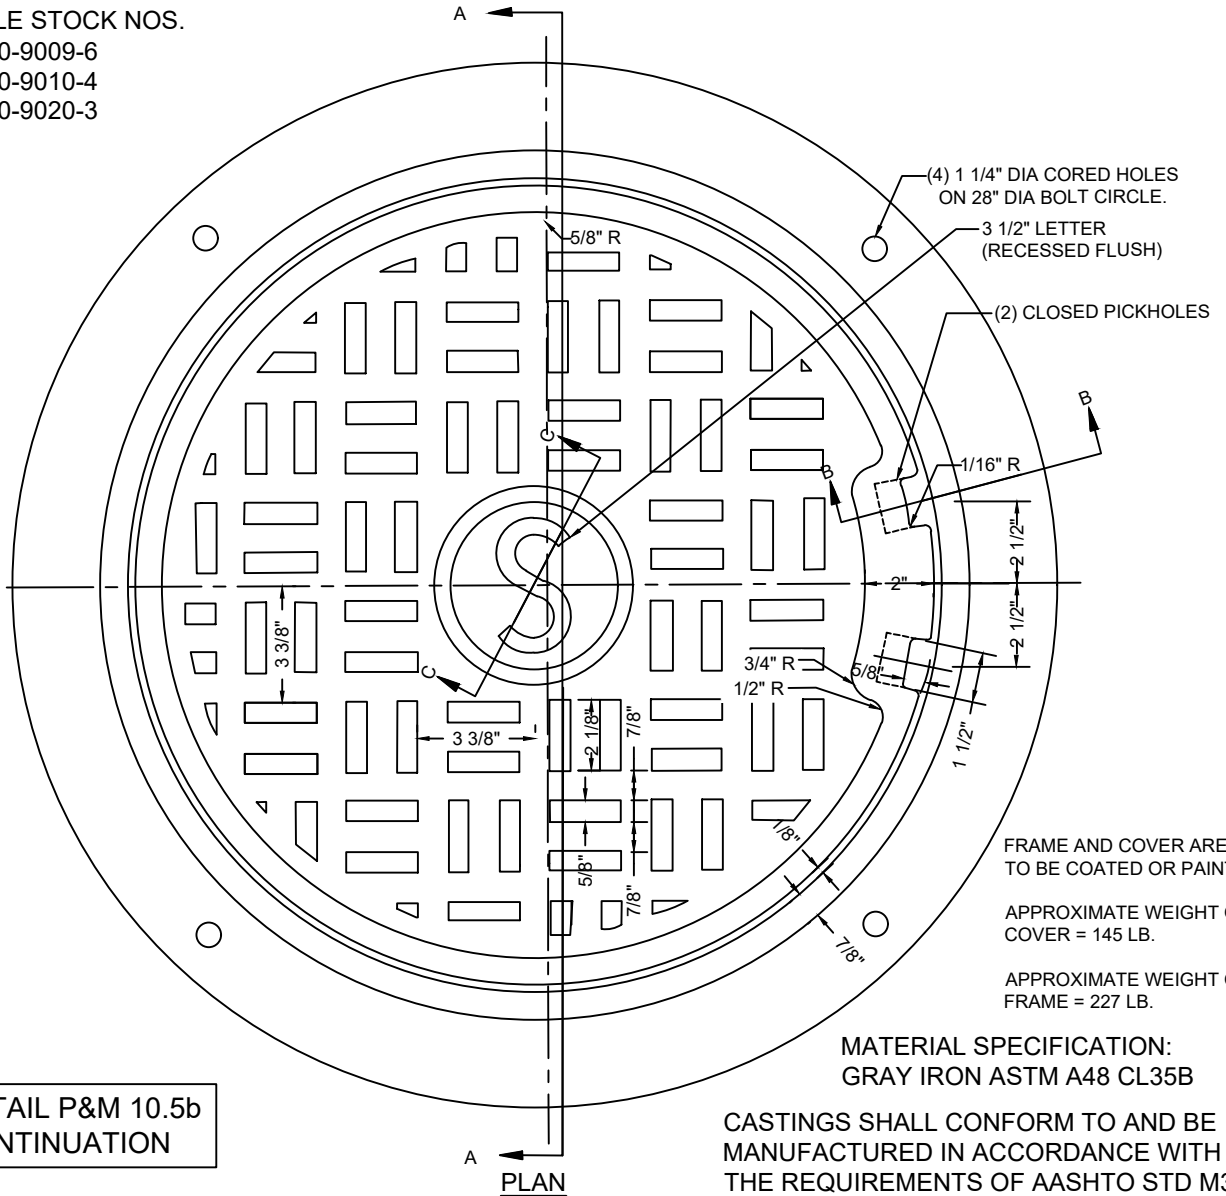 LE STOCK NOS.
0-9009-6
0-9010-4
0-9020-3
A
(4) 1 1/4" DIA CORED HOLES
ON 28" DIA BOLT CIRCLE.
3 1/2" LETTER
(RECESSED FLUSH)
5/8" R
(2) CLOSED PICKHOLES
B
C
B
1/16" R
2 1/2"
S
2"
2 1/2"
3 3/8"
C
3/4" R
5/8"
1/2" R
3 3/8"
2 1/8"
7/8"
1 1/2"
1/8"
5/8"
7/8"
7/8"
FRAME AND COVER ARE
TO BE COATED OR PAIN
APPROXIMATE WEIGHT
COVER = 145 LB.
APPROXIMATE WEIGHT
FRAME = 227 LB.
MATERIAL SPECIFICATION:
GRAY IRON ASTM A48 CL35B
TAIL P&M 10.5b
NTINUATION
CASTINGS SHALL CONFORM TO AND BE
MANUFACTURED IN ACCORDANCE WITH
THE REQUIREMENTS OF AASHTO STD M3
A
PLAN